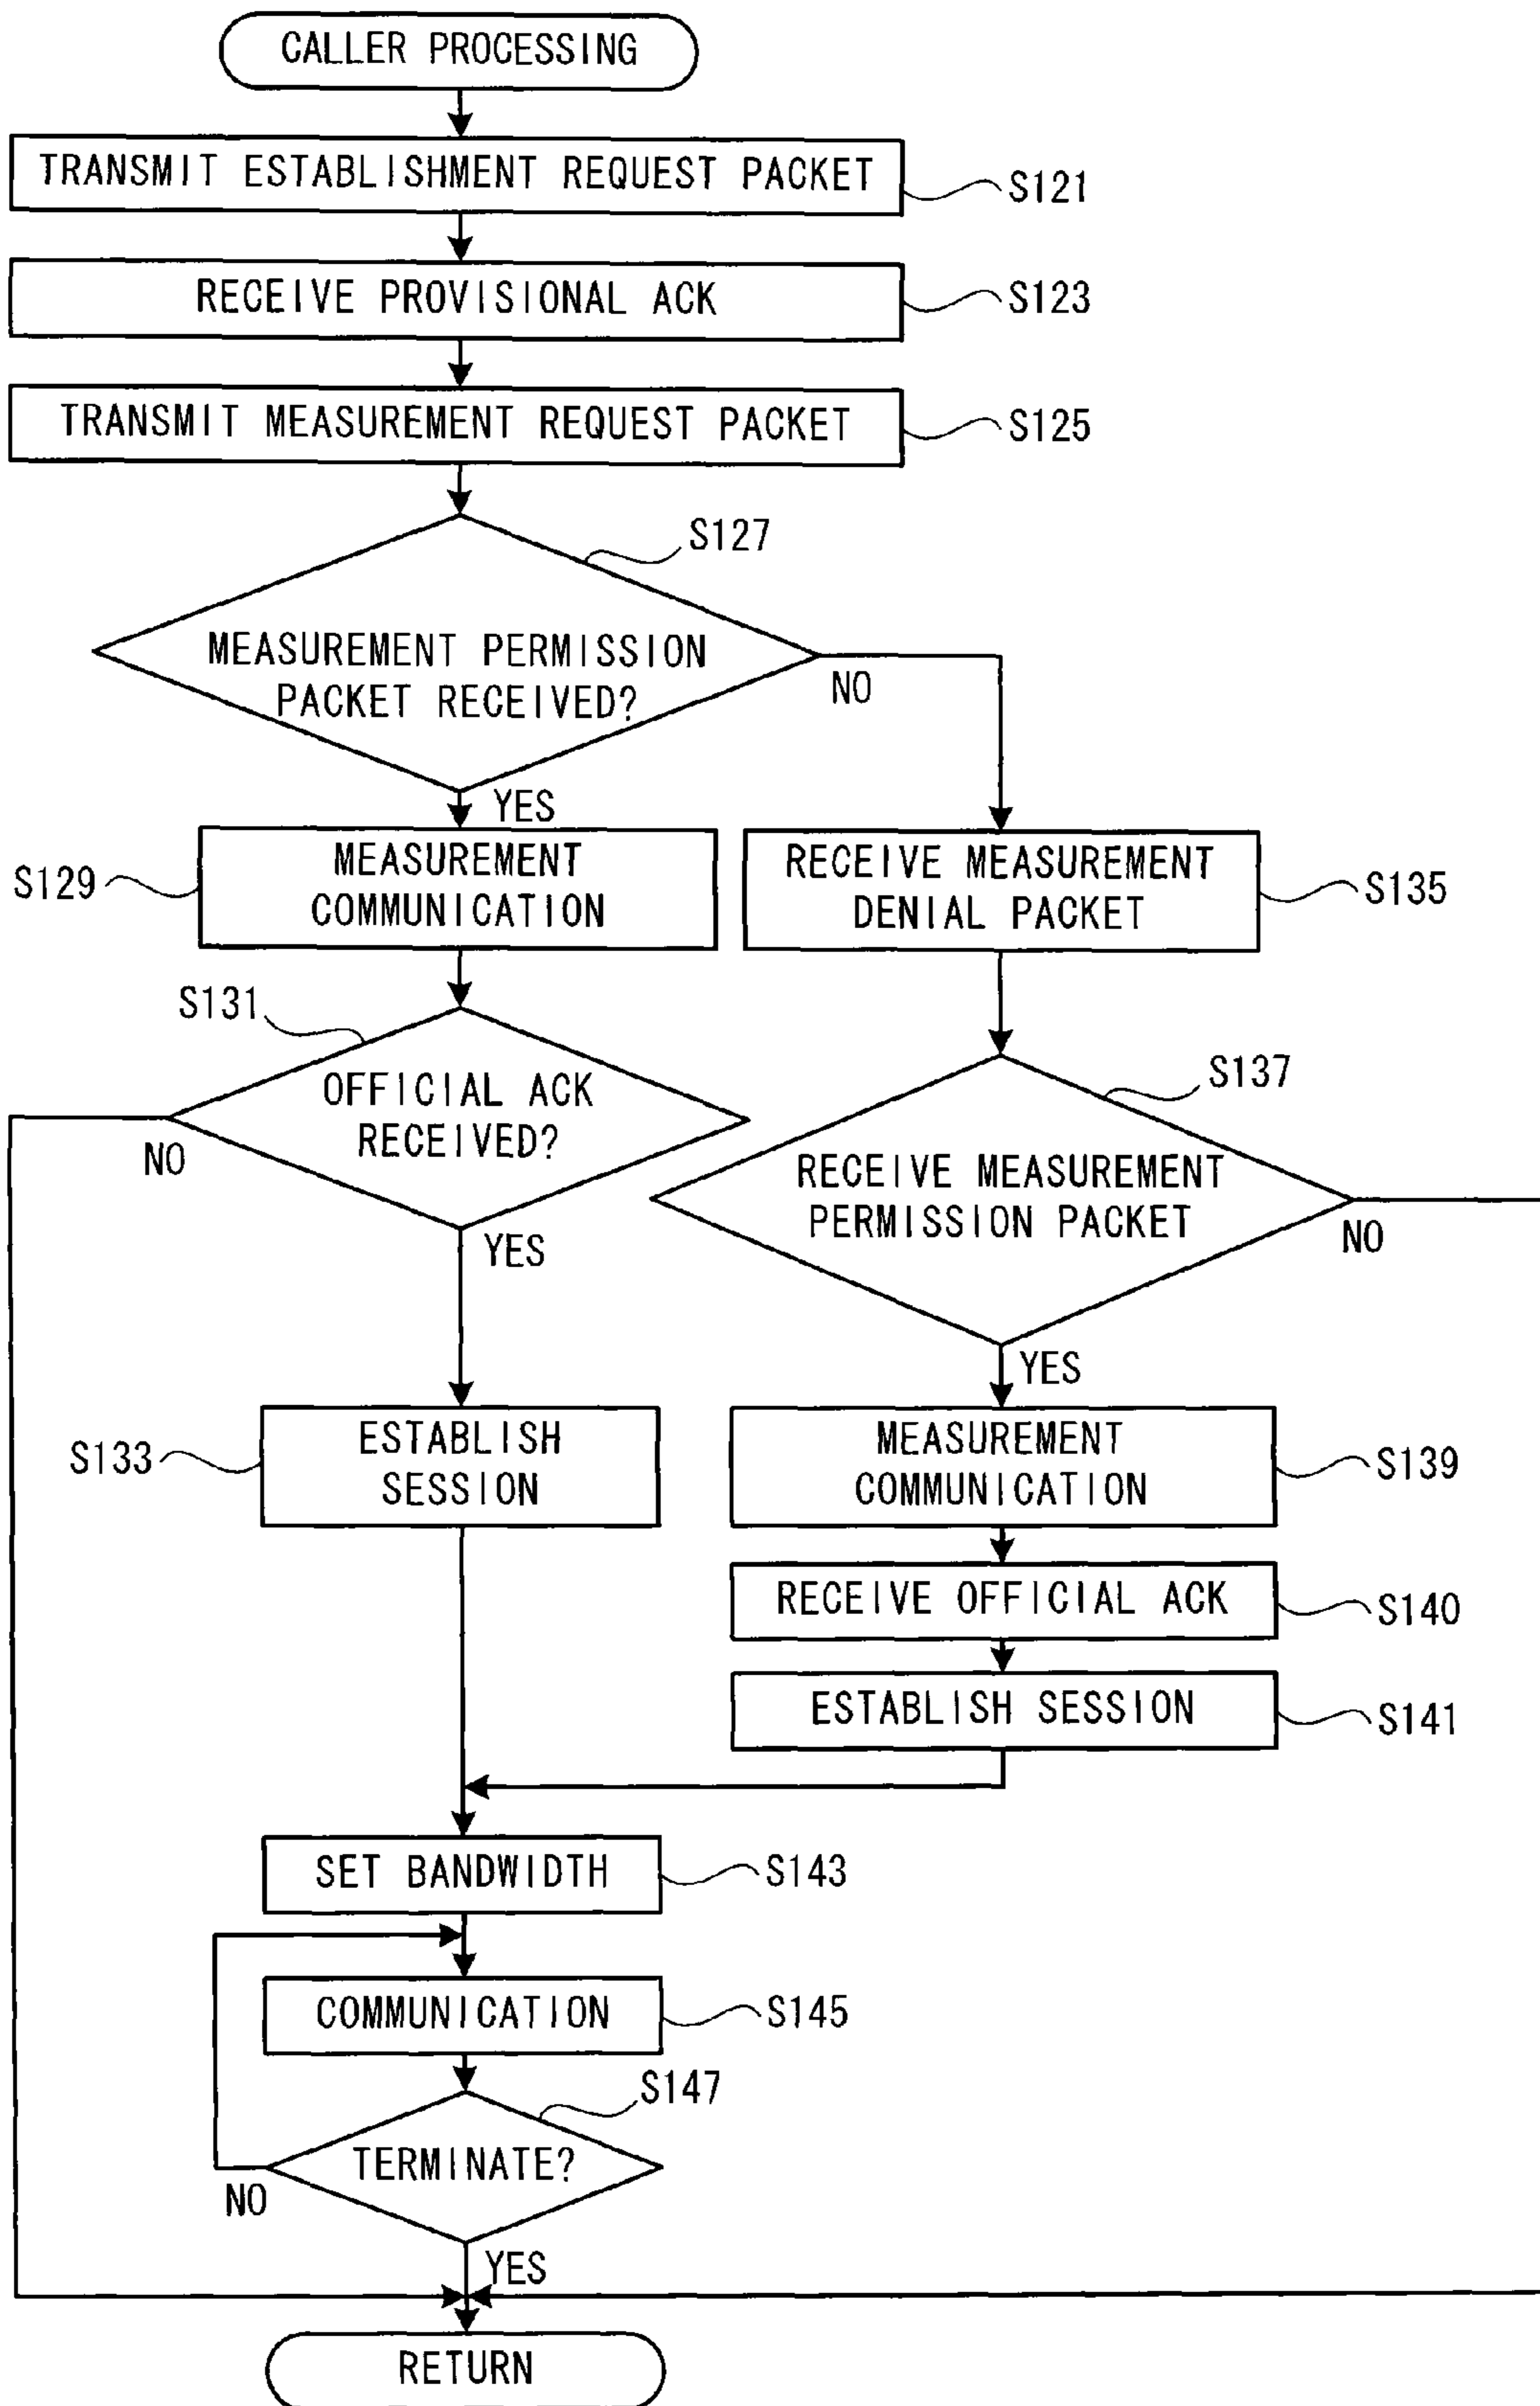 CALLER PROCESSING
TRANSMIT ESTABLISHMENT REQUEST PACKET
S121
RECEIVE PROVISIONAL ACK
S123
TRANSMIT MEASUREMENT REQUEST PACKET
S125
S127
MEASUREMENT PERMISSION
PACKET RECEIVED?
NO
YES
S129
MEASUREMENT
COMMUNICATION
RECEIVE MEASUREMENT
DENIAL PACKET
S135
S131
OFFICIAL ACK
RECEIVED?
NO
YES
S137
RECEIVE MEASUREMENT
PERMISSION PACKET
NO
YES
S133
ESTABLISH
SESSION
MEASUREMENT
COMMUNICATION
S139
RECEIVE OFFICIAL ACK
S140
ESTABLISH SESSION
S141
SET BANDWIDTH
S143
COMMUNICATION
S145
S147
TERMINATE?
NO
YES
RETURN